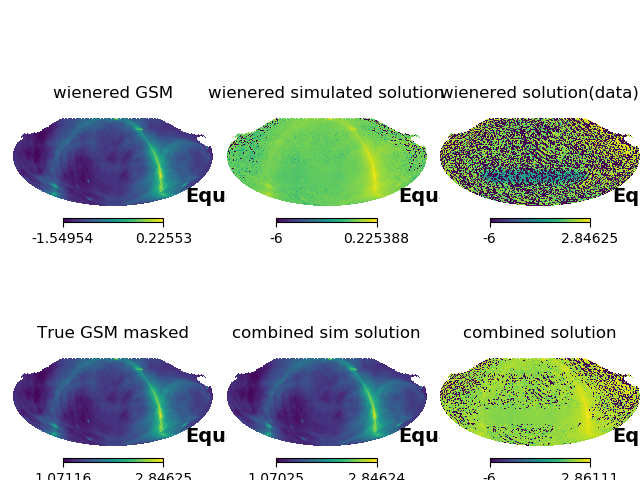 wienered GSM
wienered simulated solution
wienered solution(data)
Equ
Equ
Eq
-1.54954 0.22553
-6 0.225388
-6 2.84625
True GSM masked
combined sim solution
combined solution
Equ
Equ
Eq
1.07116 2.84625
1.07025 2.84624
-6 2.86111